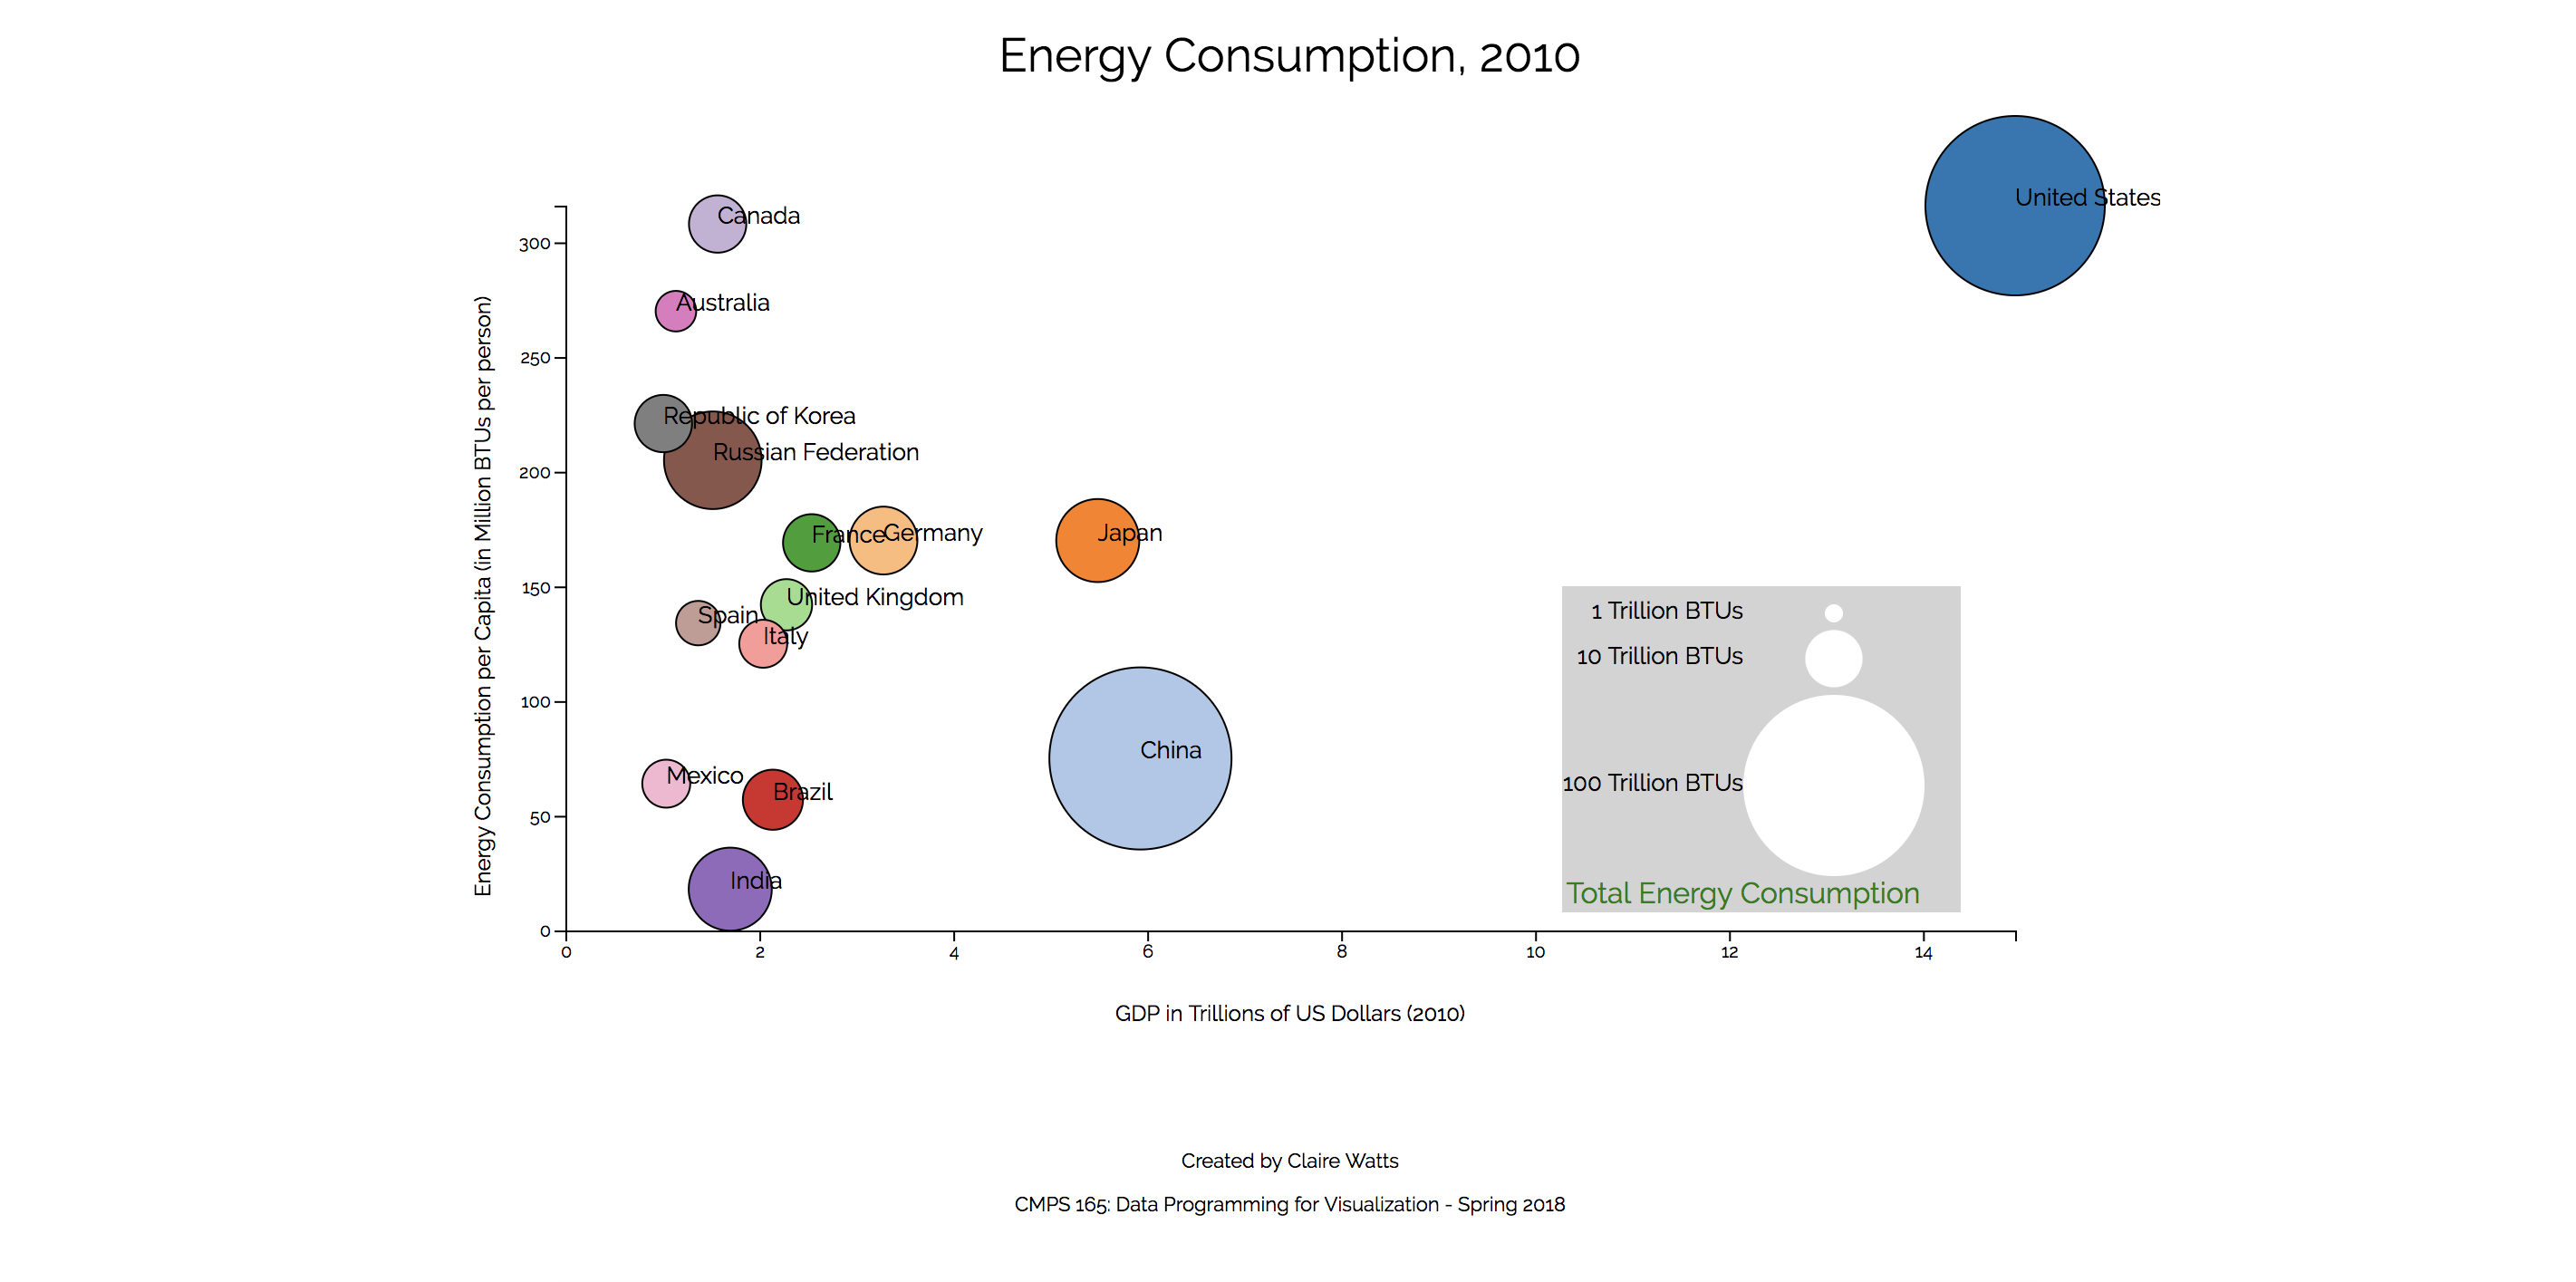 Energy Consumption, 2010
United States
Canada
300
Australia
250
Energy Consumption per Capita (in Million BTUs per person)
Republic of Korea
Russian Federation
200
France
Germany
Japan
150
United Kingdom
Spain
Italy
1 Trillion BTUs
10 Trillion BTUs
100 Trillion BTUs
Total Energy Consumption
100
China
Mexico
Brazil
50
India
0
0 2 4 6 8 10 12 14
GDP in Trillions of US Dollars (2010)
Created by Claire Watts
CMPS 165: Data Programming for Visualization - Spring 2018